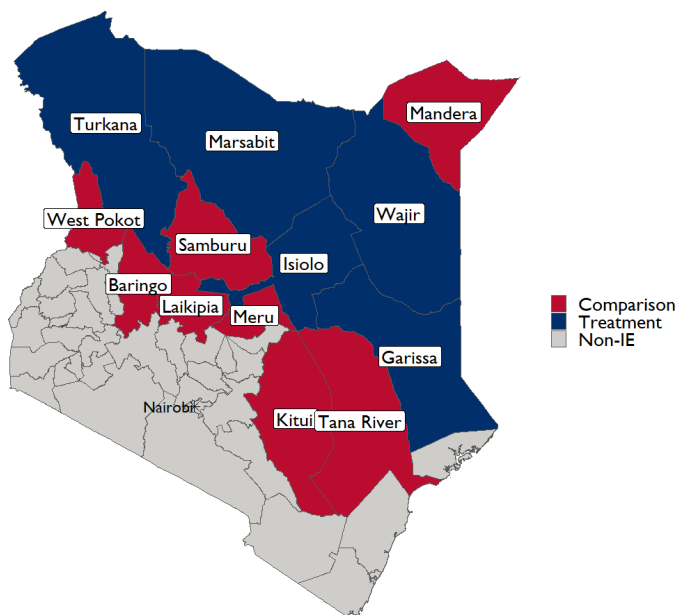 Turkana
Marsabit
Mandera
West Pokot
Samburu
Wajir
Isiolo
Baringo
Laikipia
Meru
Garissa
Nairobi
Kitui
Tana River
Comparison
Treatment
Non-IE